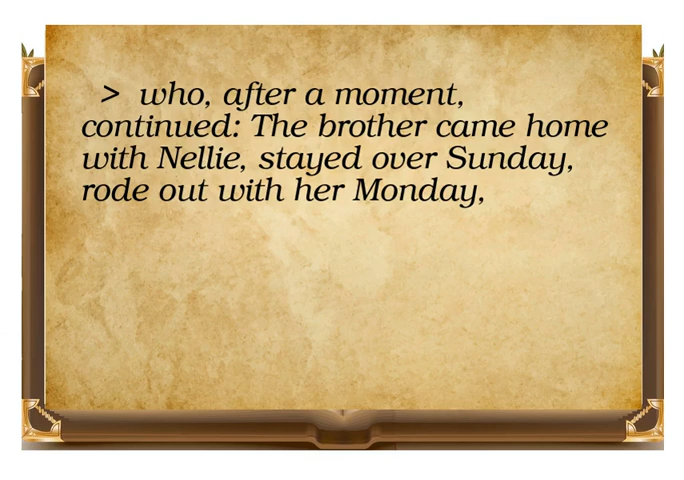 > who, after a moment,
continued: The brother came home
with Nellie, stayed over Sunday,
rode out with her Monday,